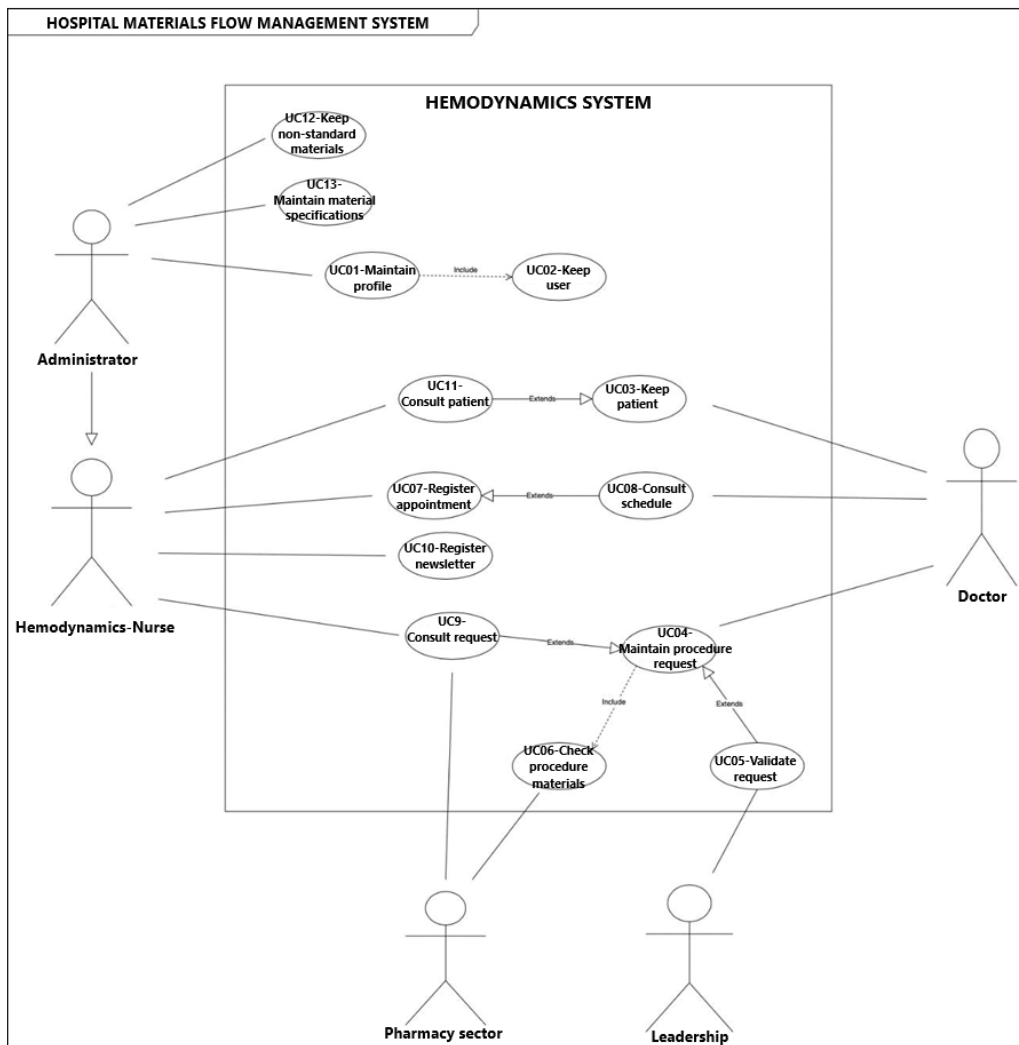 HOSPITAL MATERIALS FLOW MANAGEMENT SYSTEM
HEMODYNAMICS SYSTEM
UC12-Keep
non-standard
materials
UC13-
Maintain material
specifications
UC01-Maintain
profile
Include
UC02-Keep
user
Administrator
UC11-
Consult patient
Extends
UC03-Keep
patient
UC07-Register
appointment
Extends
UC08-Consult
schedule
UC10-Register
newsletter
Hemodynamics-Nurse
Doctor
UC9-
Consult request
Extends
UC04-
Maintain procedure
request
Include
Extends
UC06-Check
procedure
materials
UC05-Validate
request
Pharmacy sector
Leadership